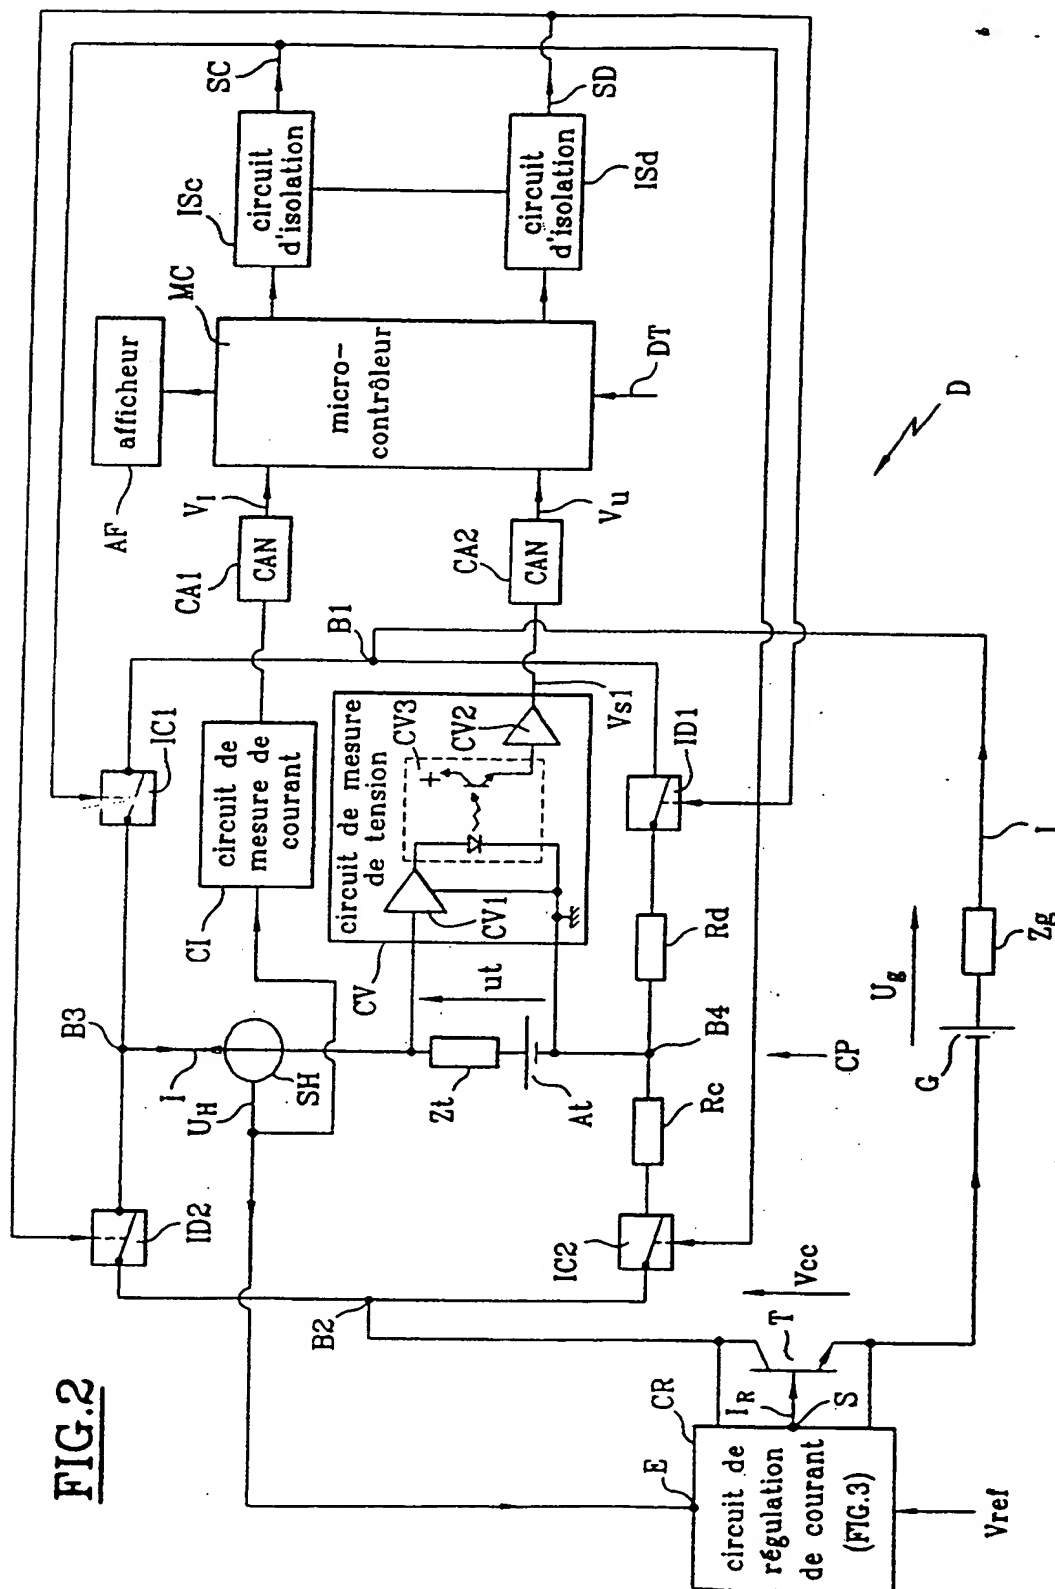 FIG.2
AF
afficheur
MC
micro-
contrôleur
DT
ISc
circuit
d'isolation
SC
ISd
circuit
d'isolation
SD
VI
CA1
CAN
Vu
CA2
CAN
B1
IC1
CI
circuit de
mesure de
courant
circuit de mesure
de tension
CV3
+
CV2
CV1
CV
Vs1
ID1
B3
I
UH
SH
ut
Zt
At
B4
Rd
Rc
CP
ID2
IC2
B2
Vcc
T
CR
IR
S
E
circuit de
régulation
de courant
(FIG.3)
Vref
G
Ug
Zg
I
D